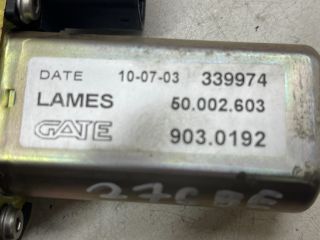 DATE 10-07-03 339974
LAMES 50.002.603
GATE 903.0192